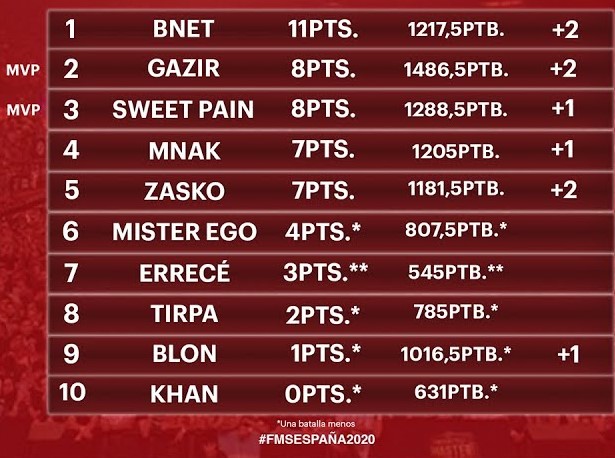 1 BNET 11PTS. 1217,5PTB. +2
MVP 2 GAZIR 8PTS. 1486,5PTB. +2
MVP 3 SWEET PAIN 8PTS. 1288,5PTB. +1
4 MNAK 7PTS. 1205PTB. +1
5 ZASKO 7PTS. 1181,5PTB. +2
6 MISTER EGO 4PTS.* 807,5PTB.*
7 ERRECÉ 3PTS.** 545PTB.**
8 TIRPA 2PTS.* 785PTB.*
9 BLON 1PTS.* 1016,5PTB.* +1
10 KHAN 0PTS.* 631PTB.*
*Una batalla menos
#FMSESPAÑA2020